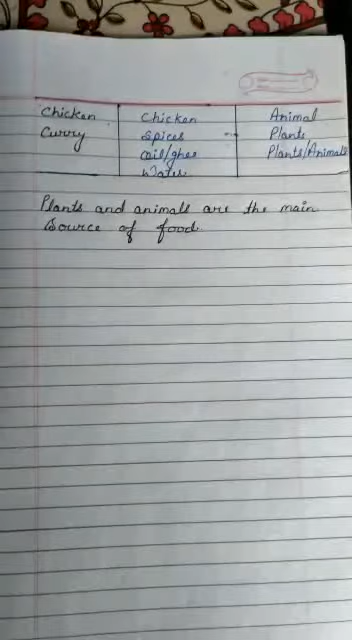 Chicken Chicken Animal
Curry Spices Plants
Oil/ghee Plants/Animals
Water
Plants and animals are the main
source of food.